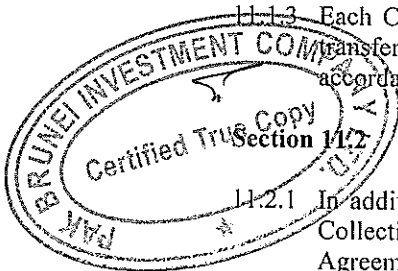 11.1.3 Each C
transfer
accorda
PAK BRUNEI INVESTMENT COMPANY LTD.
Certified True Copy
Section 11.2
11.2.1 In addit
Collecti
Agreem